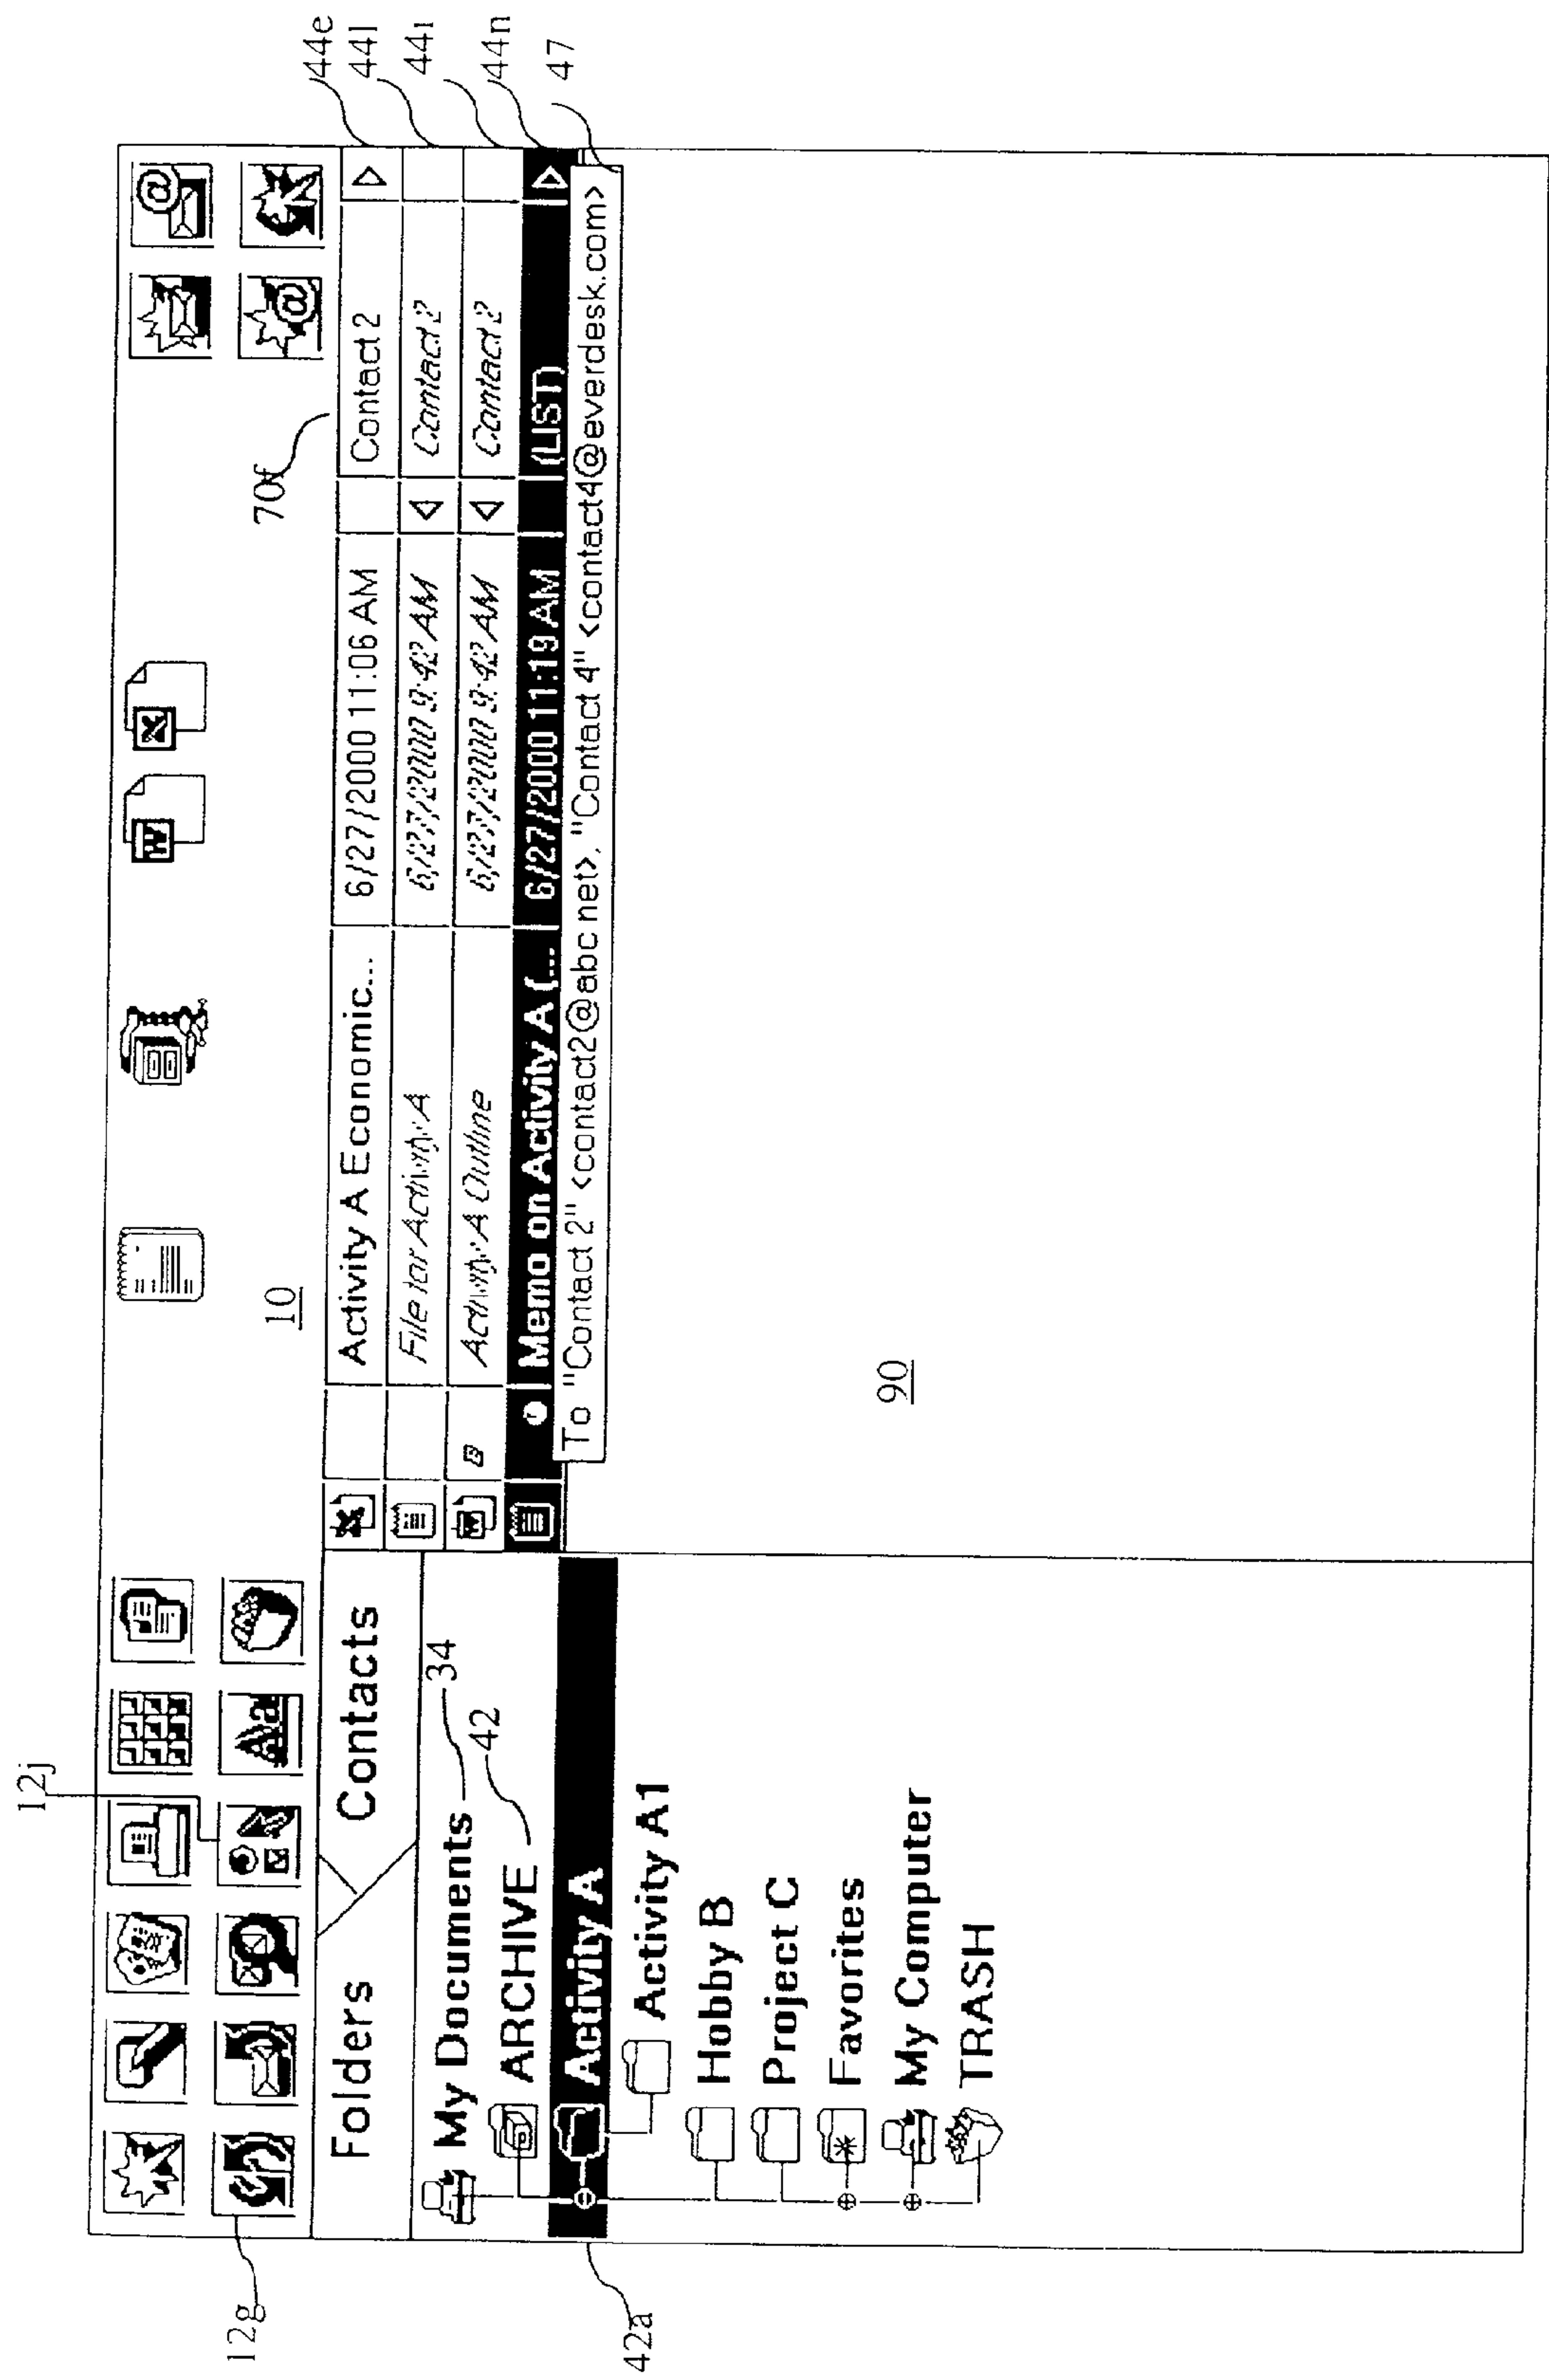 12g
12j
10
70f
Folders
Contacts
My Documents
34
ARCHIVE
42
Activity A
42a
Activity A1
Hobby B
Project C
Favorites
My Computer
TRASH
Activity A Economic... 6/27/2000 11:06 AM Contact 2
44e
File for Activity A 6/27/2000 9:42 AM Contact 2
44l
Activity A Outline 6/27/2000 9:42 AM Contact 2
44i
Memo on Activity A (... 6/27/2000 11:19 AM (LIST)
44n
To "Contact 2" <contact2@abc net>, "Contact 4" <contact4@everdesk.com>
47
90
W
X
@
@
Aa